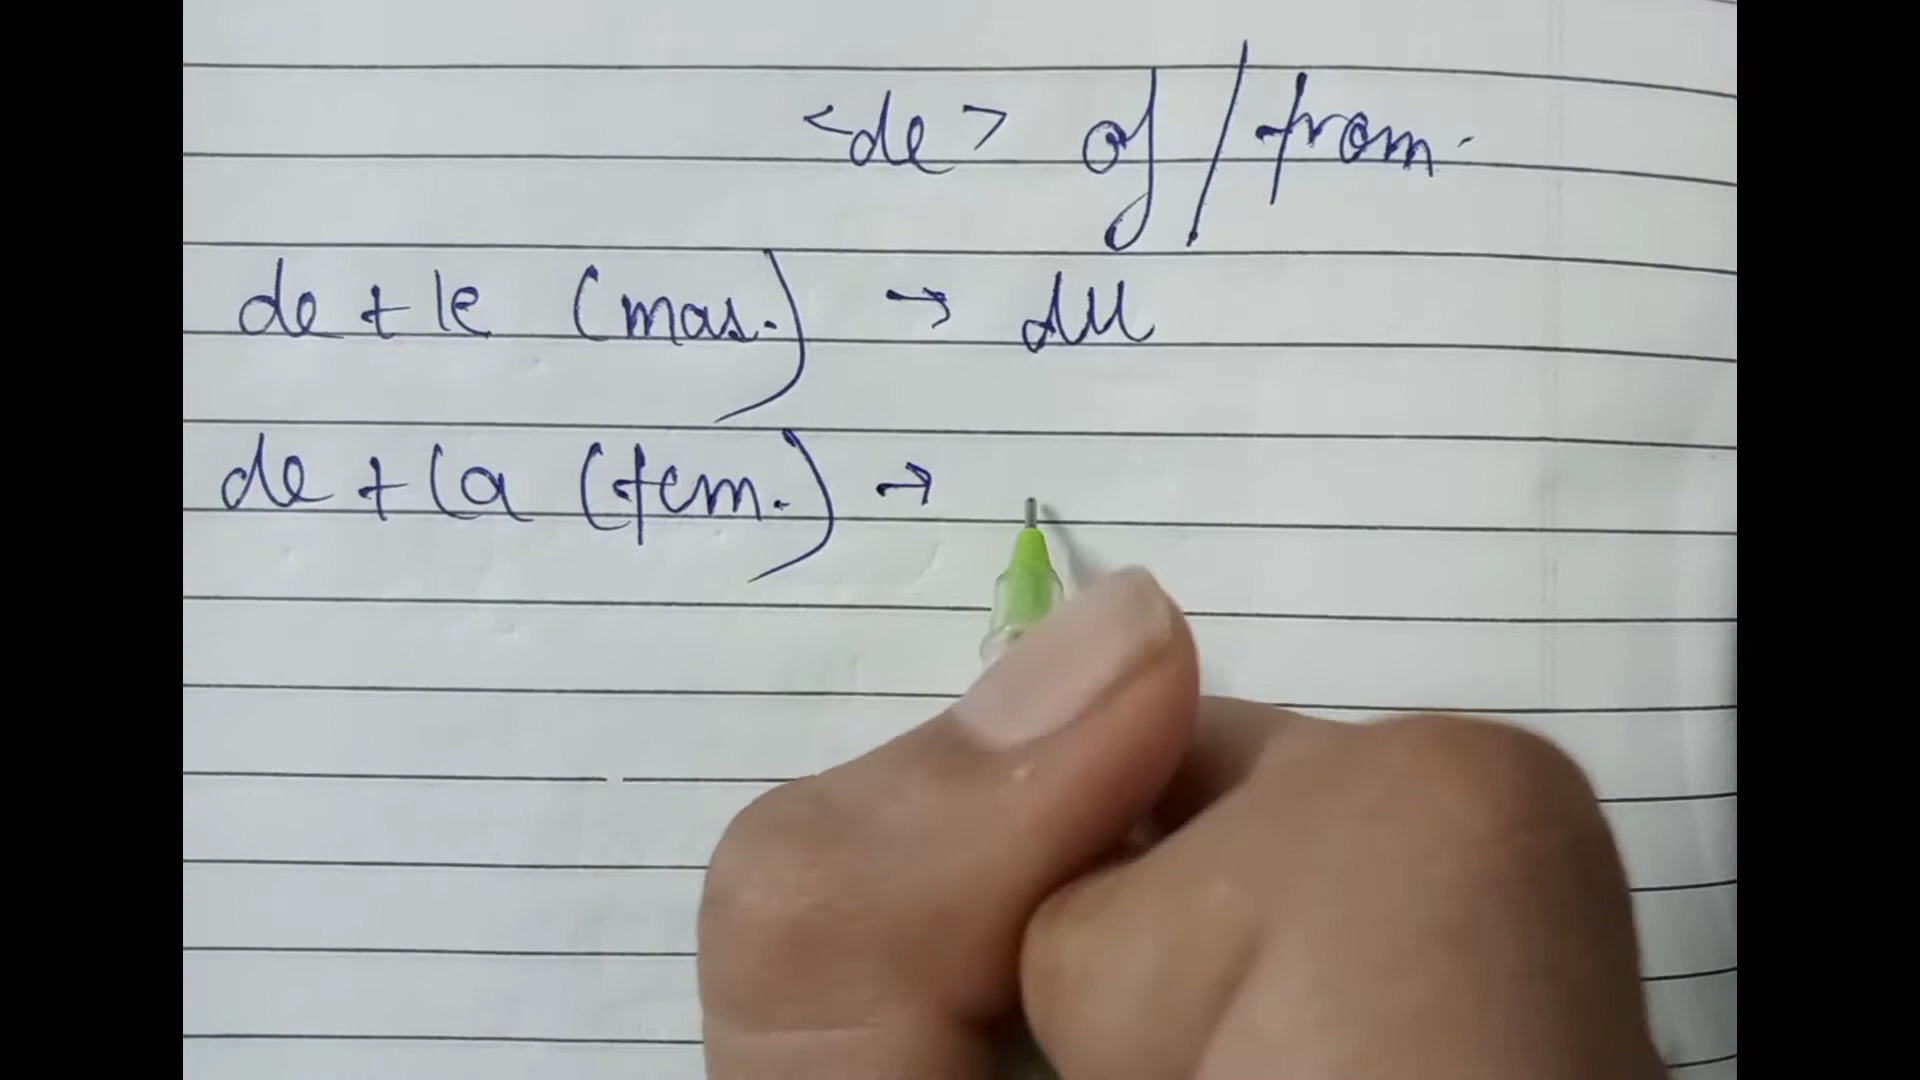 <de> of / from.
de + le (mas.) → du
de + la (fem.) →